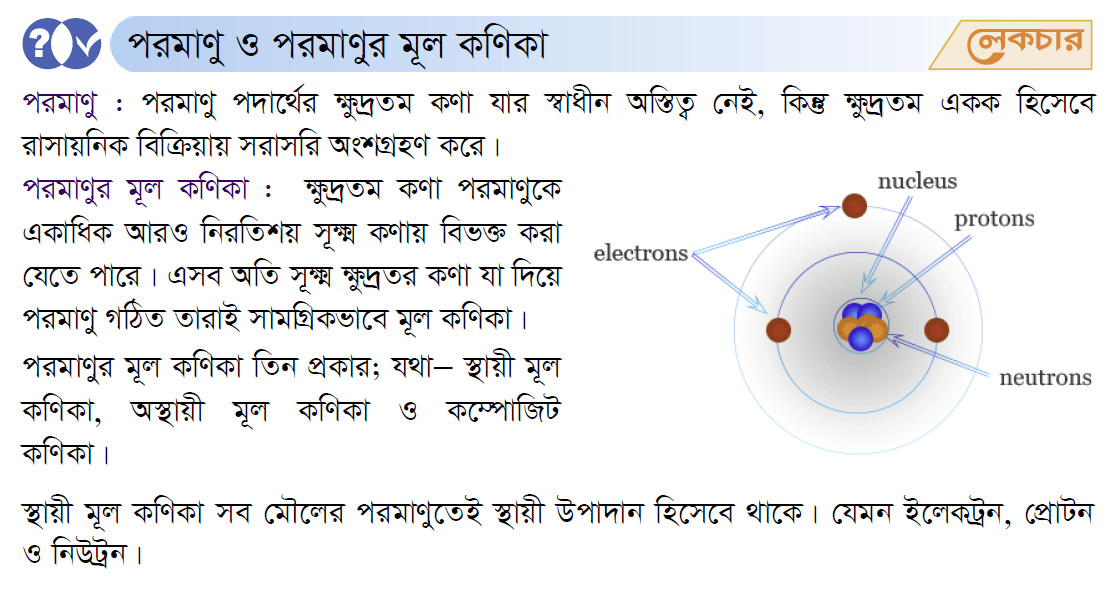 পরমাণু ও পরমাণুর মূল কণিকা
লেকচার
পরমাণু : পরমাণু পদার্থের ক্ষুদ্রতম কণা যার স্বাধীন অস্তিত্ব নেই, কিন্তু ক্ষুদ্রতম একক হিসেবে
রাসায়নিক বিক্রিয়ায় সরাসরি অংশগ্রহণ করে।
পরমাণুর মূল কণিকা : ক্ষুদ্রতম কণা পরমাণুকে
একাধিক আরও নিরতিশয় সূক্ষ্ম কণায় বিভক্ত করা
যেতে পারে। এসব অতি সূক্ষ্ম ক্ষুদ্রতর কণা যা দিয়ে
পরমাণু গঠিত তারাই সামগ্রিকভাবে মূল কণিকা।
পরমাণুর মূল কণিকা তিন প্রকার; যথা– স্থায়ী মূল
কণিকা, অস্থায়ী মূল কণিকা ও কম্পোজিট
কণিকা।
nucleus
protons
electrons
neutrons
স্থায়ী মূল কণিকা সব মৌলের পরমাণুতেই স্থায়ী উপাদান হিসেবে থাকে। যেমন ইলেকট্রন, প্রোটন
ও নিউট্রন।